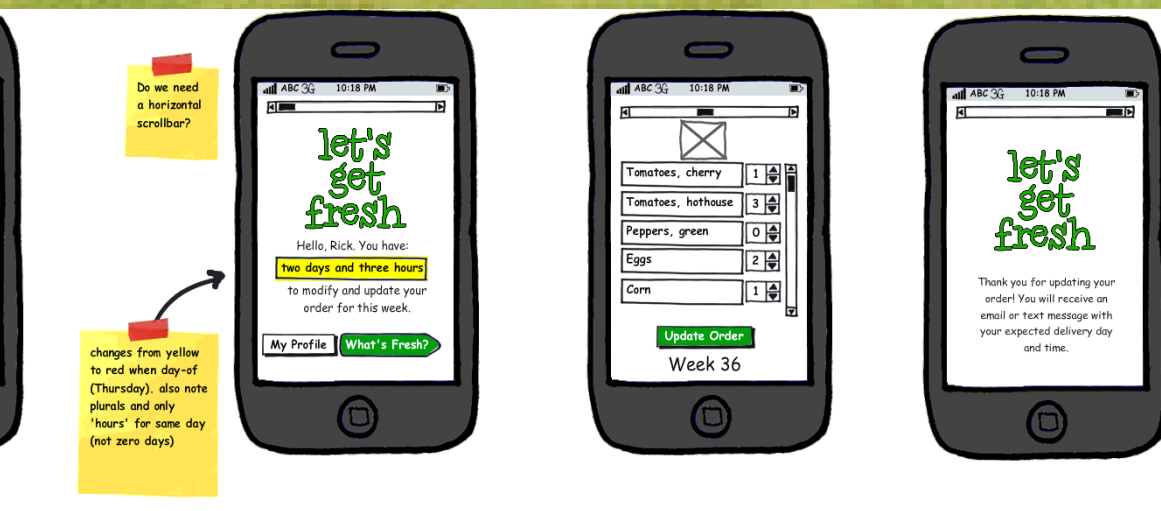 Do we need
a horizontal
scrollbar?
changes from yellow
to red when day-of
(Thursday). also note
plurals and only
'hours' for same day
(not zero days)
ABC 3G 10:18 PM
let's
get
fresh
Hello, Rick. You have:
two days and three hours
to modify and update your
order for this week.
My Profile What's Fresh?
ABC 3G 10:18 PM
Tomatoes, cherry 1
Tomatoes, hothouse 3
Peppers, green 0
Eggs 2
Corn 1
Update Order
Week 36
ABC 3G 10:18 PM
let's
get
fresh
Thank you for updating your
order! You will receive an
email or text message with
your expected delivery day
and time.